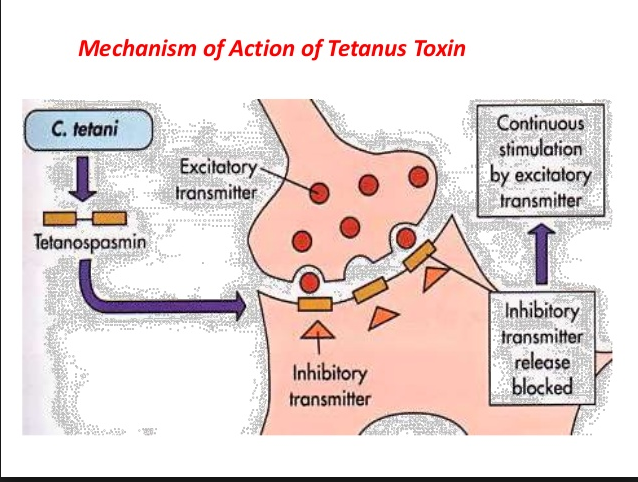 Mechanism of Action of Tetanus Toxin
C. tetani
Tetanospasmin
Excitatory
transmitter
Inhibitory
transmitter
Continuous
stimulation
by excitatory
transmitter
Inhibitory
transmitter
release
blocked